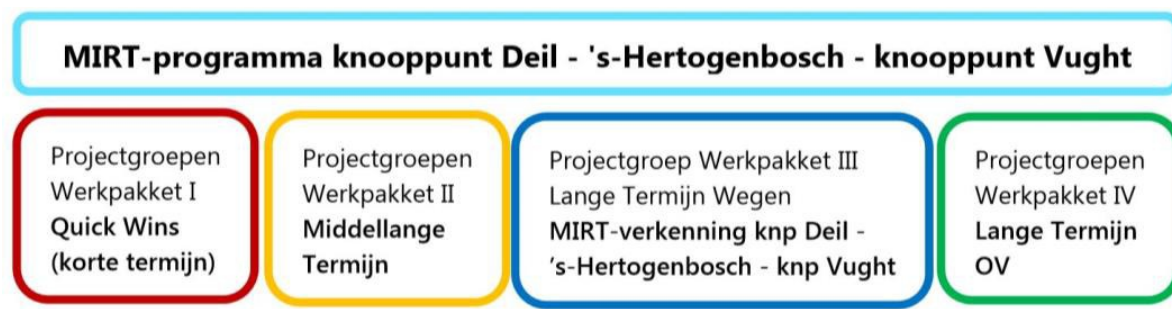 MIRT-programma knooppunt Deil - 's-Hertogenbosch - knooppunt Vught
Projectgroepen
Werkpakket I
Quick Wins
(korte termijn)
Projectgroepen
Werkpakket II
Middellange
Termijn
Projectgroep Werkpakket III
Lange Termijn Wegen
MIRT-verkenning knp Deil -
's-Hertogenbosch - knp Vught
Projectgroepen
Werkpakket IV
Lange Termijn
OV